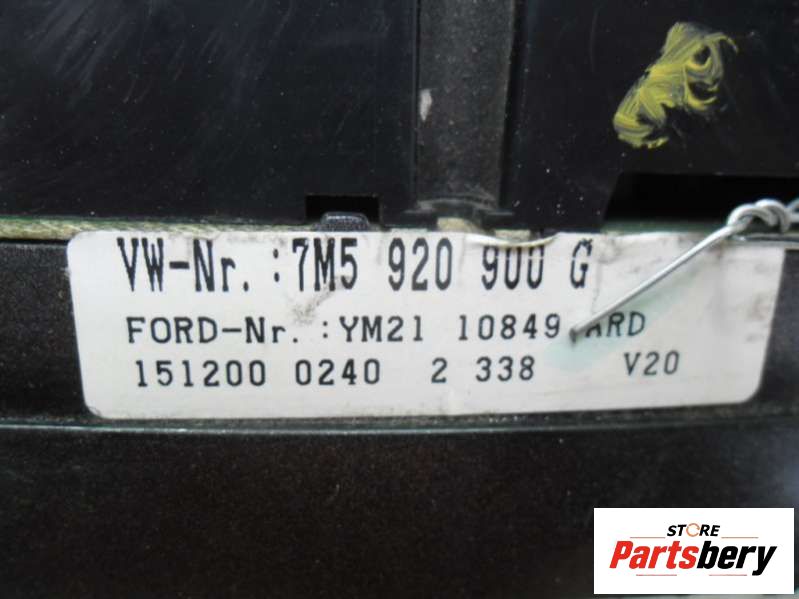 VW-Nr. :7M5 920 900 G
FORD-Nr. :YM21 10849 ARD
151200 0240 2 338 V20
STORE
Partsbery